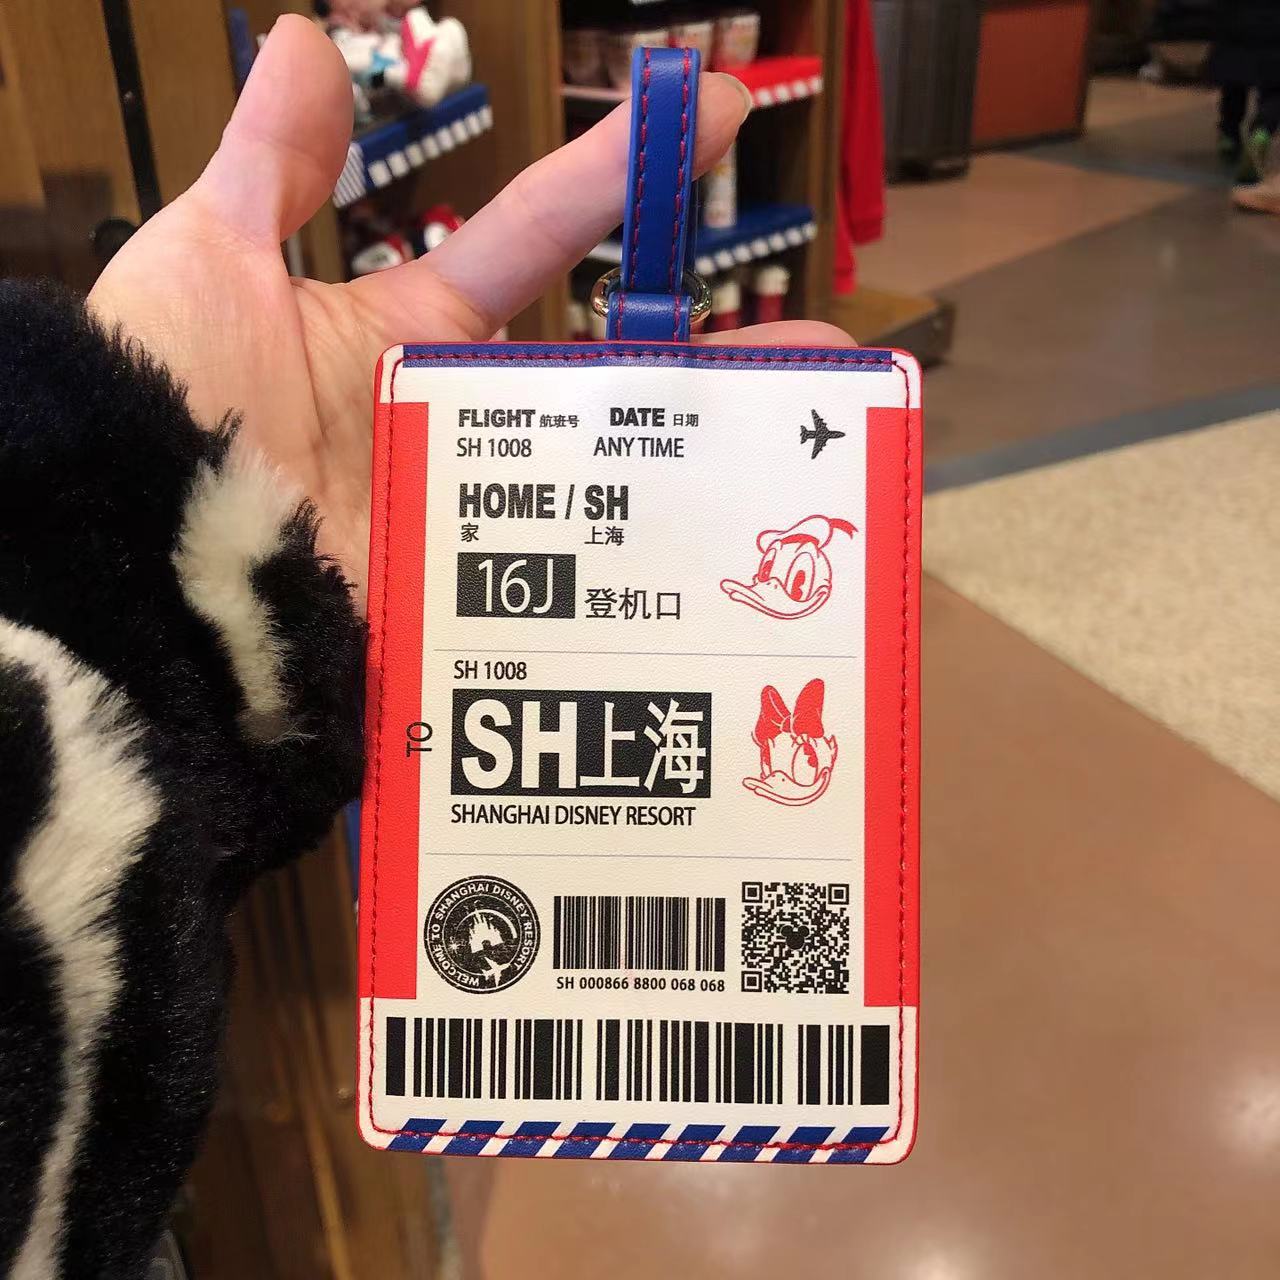 FLIGHT 航班号 DATE 日期
SH 1008 ANY TIME
HOME / SH
家 上海
16J 登机口
SH 1008
TO
SH上海
SHANGHAI DISNEY RESORT
WELCOME TO SHANGHAI DISNEY RESORT
SH 000866 8800 068 068